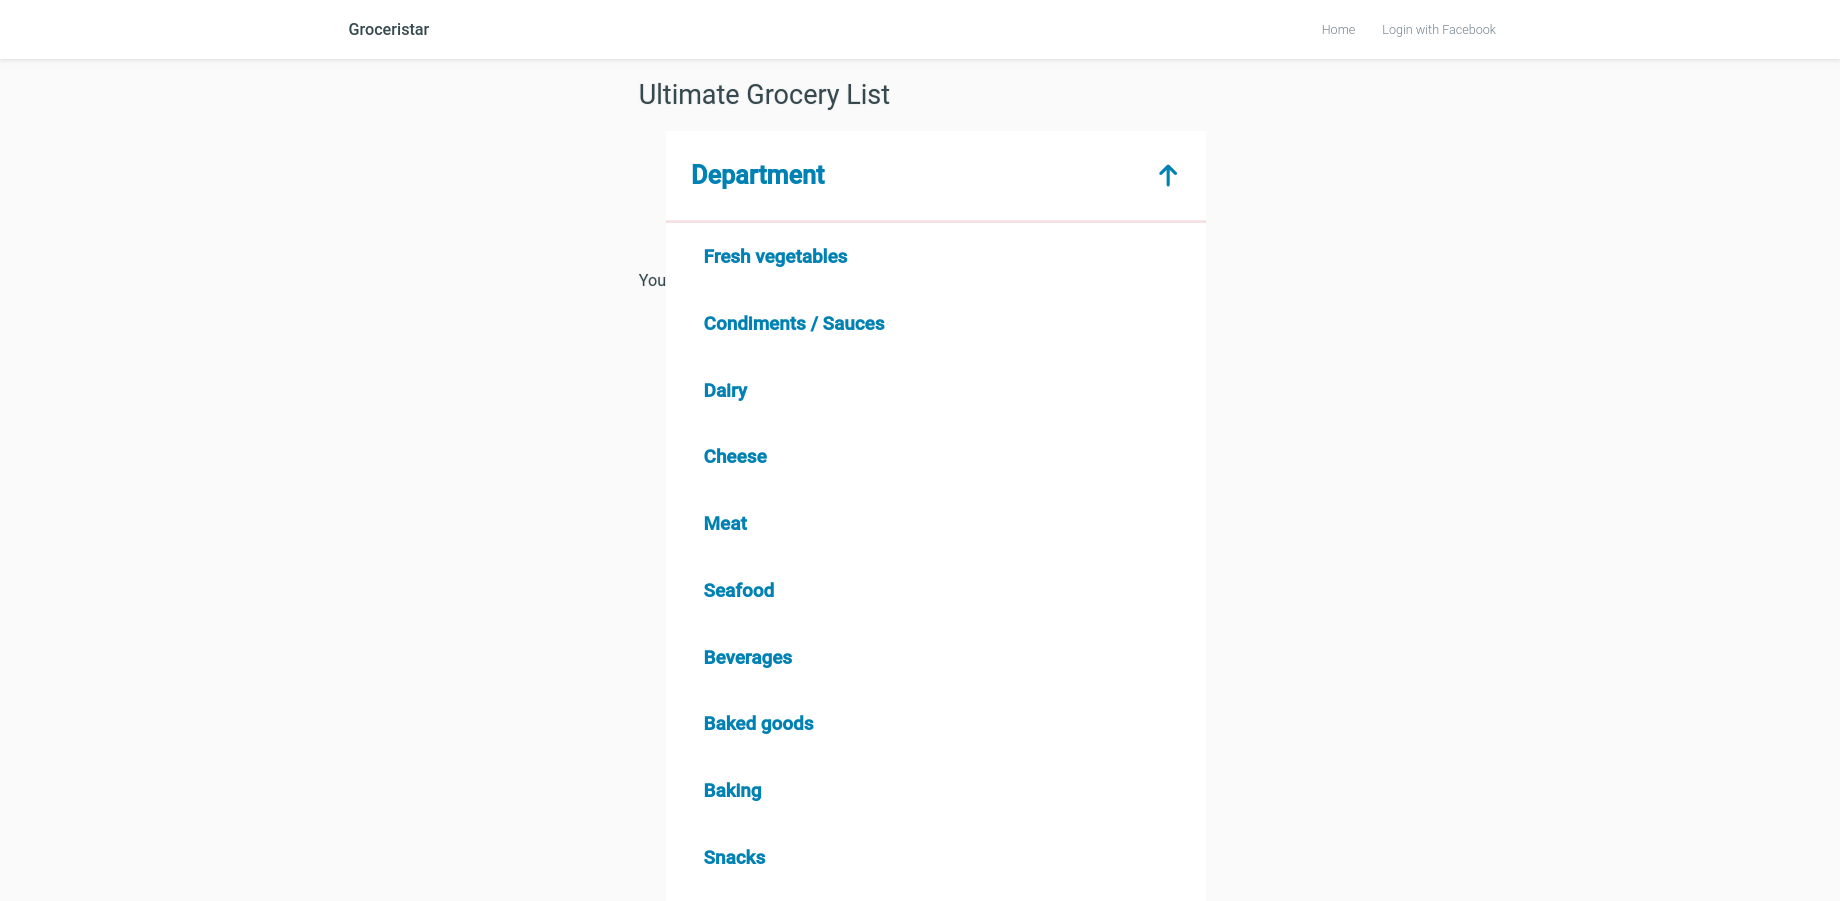 Groceristar
Home
Login with Facebook
Ultimate Grocery List
Department
Fresh vegetables
You
Condiments / Sauces
Dairy
Cheese
Meat
Seafood
Beverages
Baked goods
Baking
Snacks